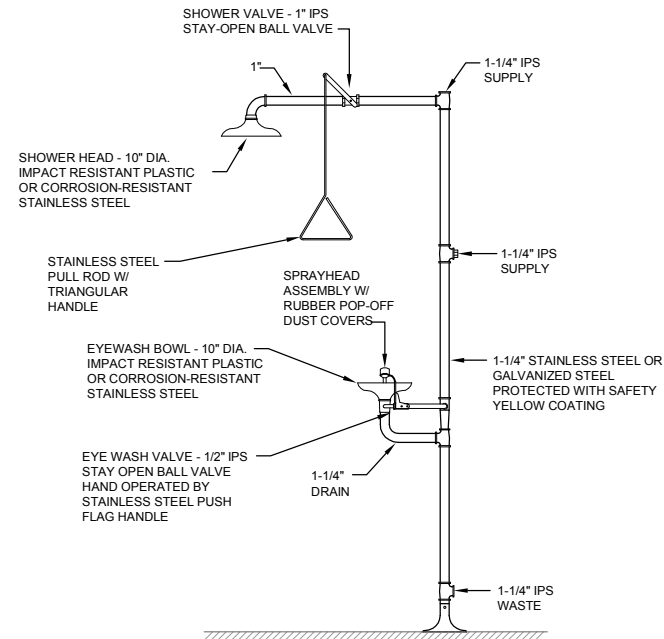 SHOWER VALVE - 1" IPS
STAY-OPEN BALL VALVE
1"
1-1/4" IPS
SUPPLY
SHOWER HEAD - 10" DIA.
IMPACT RESISTANT PLASTIC
OR CORROSION-RESISTANT
STAINLESS STEEL
STAINLESS STEEL
PULL ROD W/
TRIANGULAR
HANDLE
1-1/4" IPS
SUPPLY
SPRAYHEAD
ASSEMBLY W/
RUBBER POP-OFF
DUST COVERS
EYEWASH BOWL - 10" DIA.
IMPACT RESISTANT PLASTIC
OR CORROSION-RESISTANT
STAINLESS STEEL
1-1/4" STAINLESS STEEL OR
GALVANIZED STEEL
PROTECTED WITH SAFETY
YELLOW COATING
EYE WASH VALVE - 1/2" IPS
STAY OPEN BALL VALVE
HAND OPERATED BY
STAINLESS STEEL PUSH
FLAG HANDLE
1-1/4"
DRAIN
1-1/4" IPS
WASTE